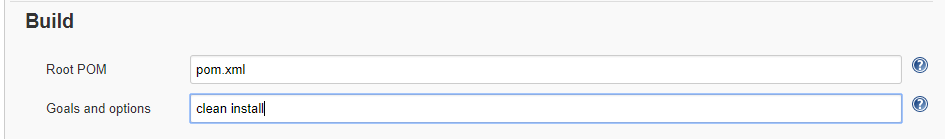 Build
Root POM pom.xml ?
Goals and options clean install ?